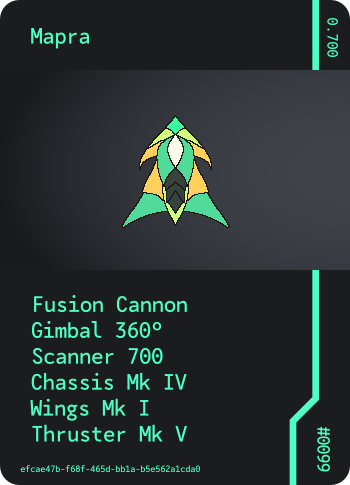 Mapra
0.700
Fusion Cannon
Gimbal 360°
Scanner 700
Chassis Mk IV
Wings Mk I
Thruster Mk V
#0099
efcae47b-f68f-465d-bb1a-b5e562a1cda0